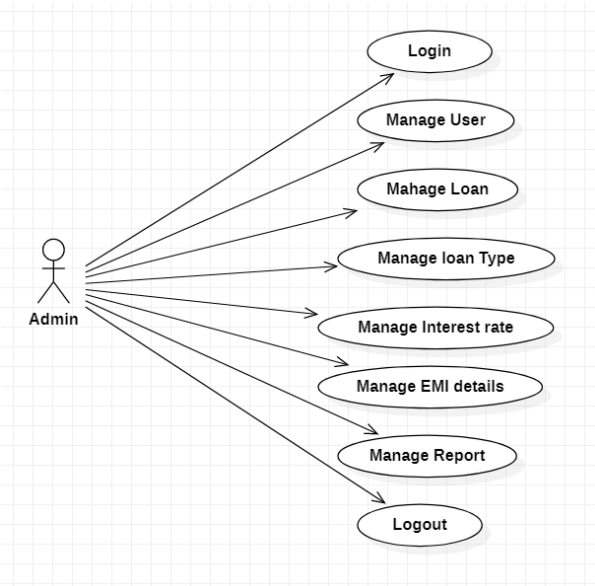 Login
Manage User
Mahage Loan
Manage loan Type
Admin
Manage Interest rate
Manage EMI details
Manage Report
Logout